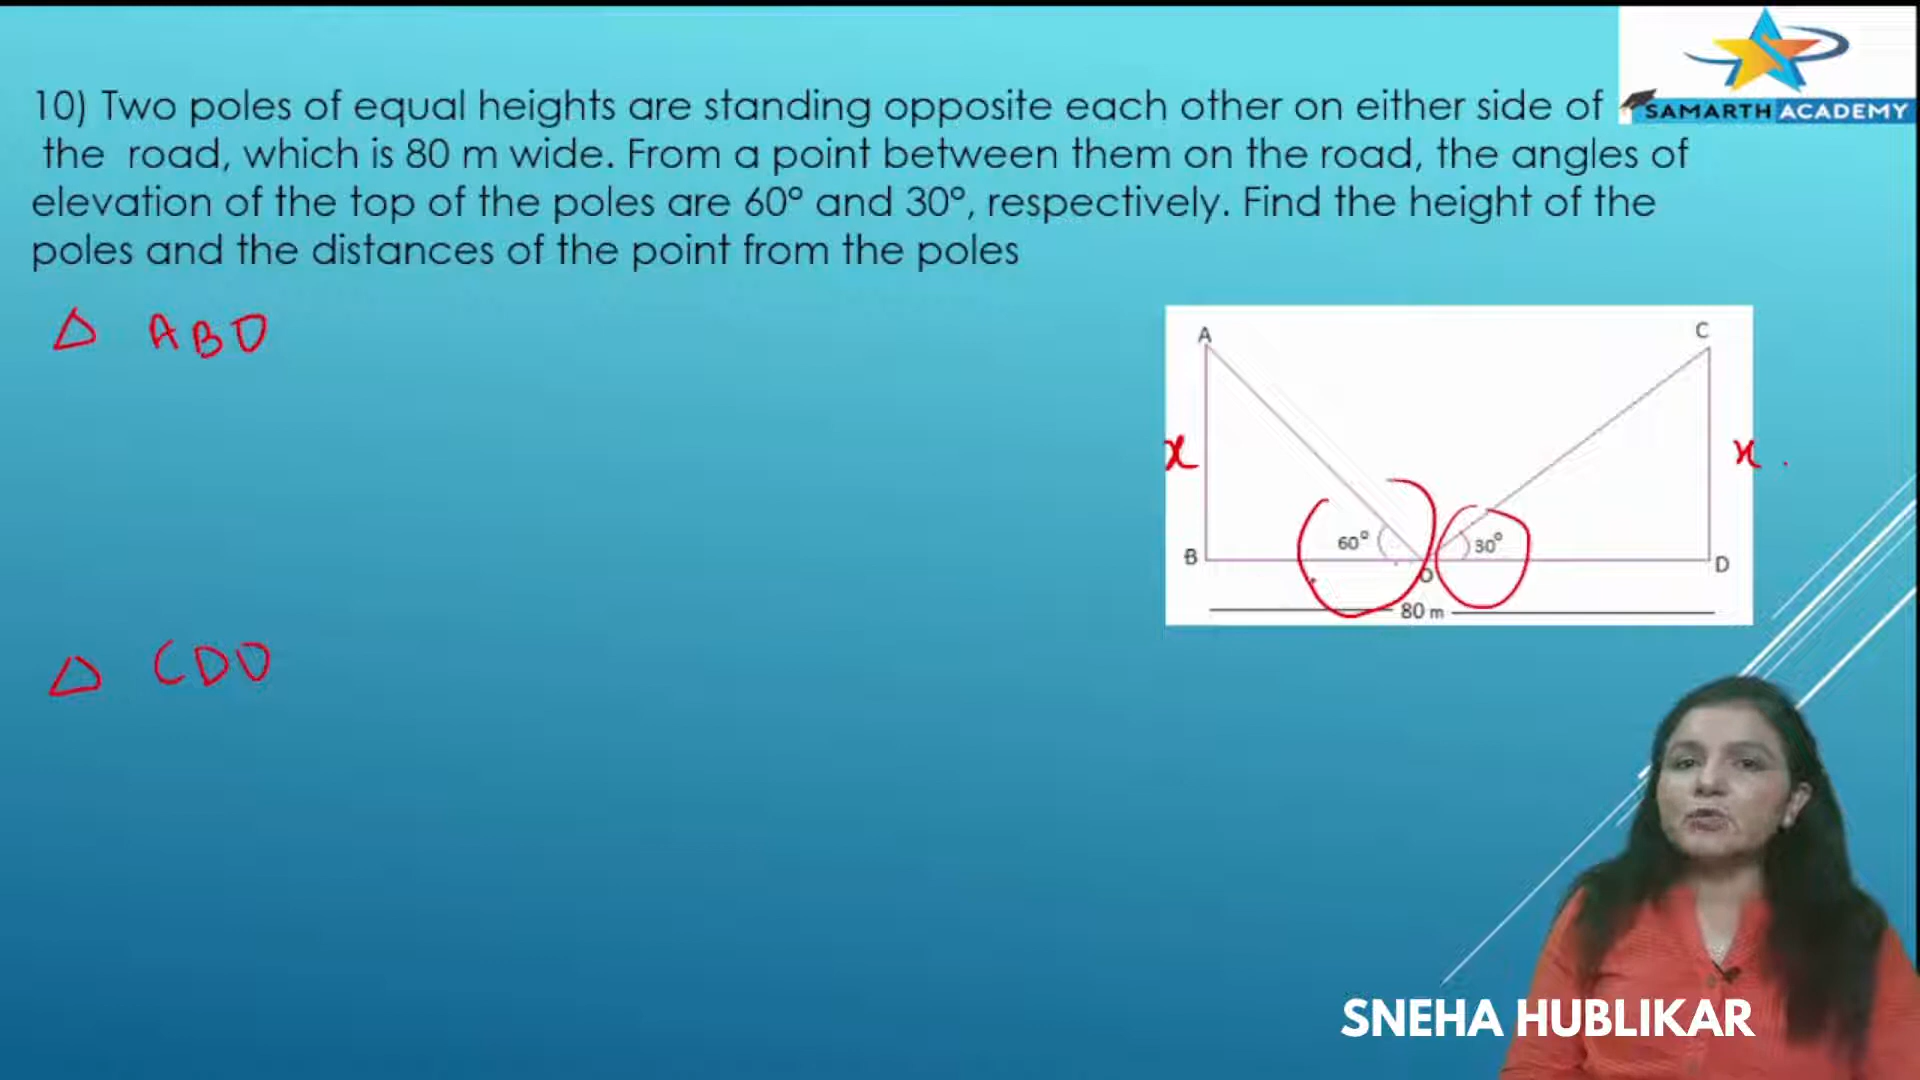 SAMARTH ACADEMY
10) Two poles of equal heights are standing opposite each other on either side of
the road, which is 80 m wide. From a point between them on the road, the angles of
elevation of the top of the poles are 60° and 30°, respectively. Find the height of the
poles and the distances of the point from the poles
△ ABO
A C
x x
60° 30°
B O D
80 m
△ CDO
SNEHA HUBLIKAR